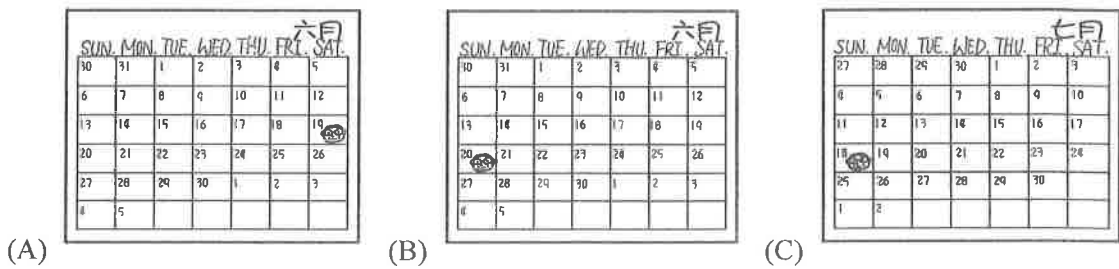 六月
SUN. MON. TUE. WED. THU. FRI. SAT.
30 31 1 2 3 4 5
6 7 8 9 10 11 12
13 14 15 16 17 18 19
20 21 22 23 24 25 26
27 28 29 30 1 2 3
4 5
(A)
六月
SUN. MON. TUE. WED. THU. FRI. SAT.
30 31 1 2 3 4 5
6 7 8 9 10 11 12
13 14 15 16 17 18 19
20 21 22 23 24 25 26
27 28 29 30 1 2 3
4 5
(B)
七月
SUN. MON. TUE. WED. THU. FRI. SAT.
27 28 29 30 1 2 3
4 5 6 7 8 9 10
11 12 13 14 15 16 17
18 19 20 21 22 23 24
25 26 27 28 29 30
1 2
(C)